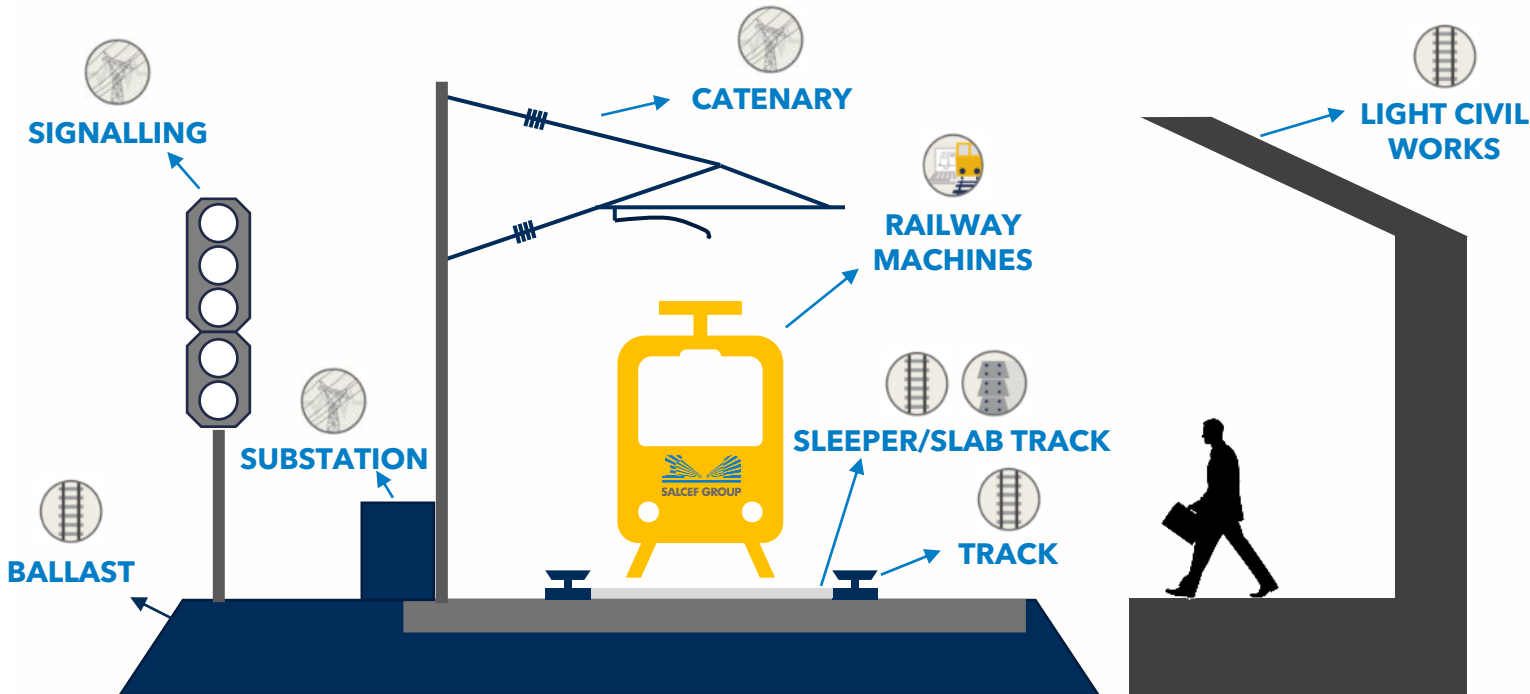 SIGNALLING
CATENARY
LIGHT CIVIL
WORKS
RAILWAY
MACHINES
SLEEPER/SLAB TRACK
SUBSTATION
SALCEF GROUP
TRACK
BALLAST